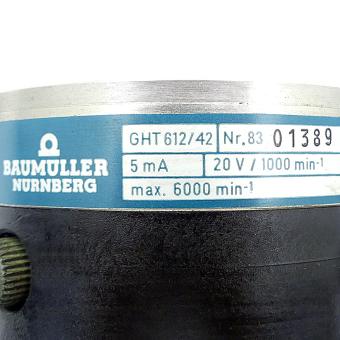 BAUMÜLLER
NÜRNBERG
GHT 612/42 Nr. 83 01389
5 mA 20 V / 1000 min-1
max. 6000 min-1